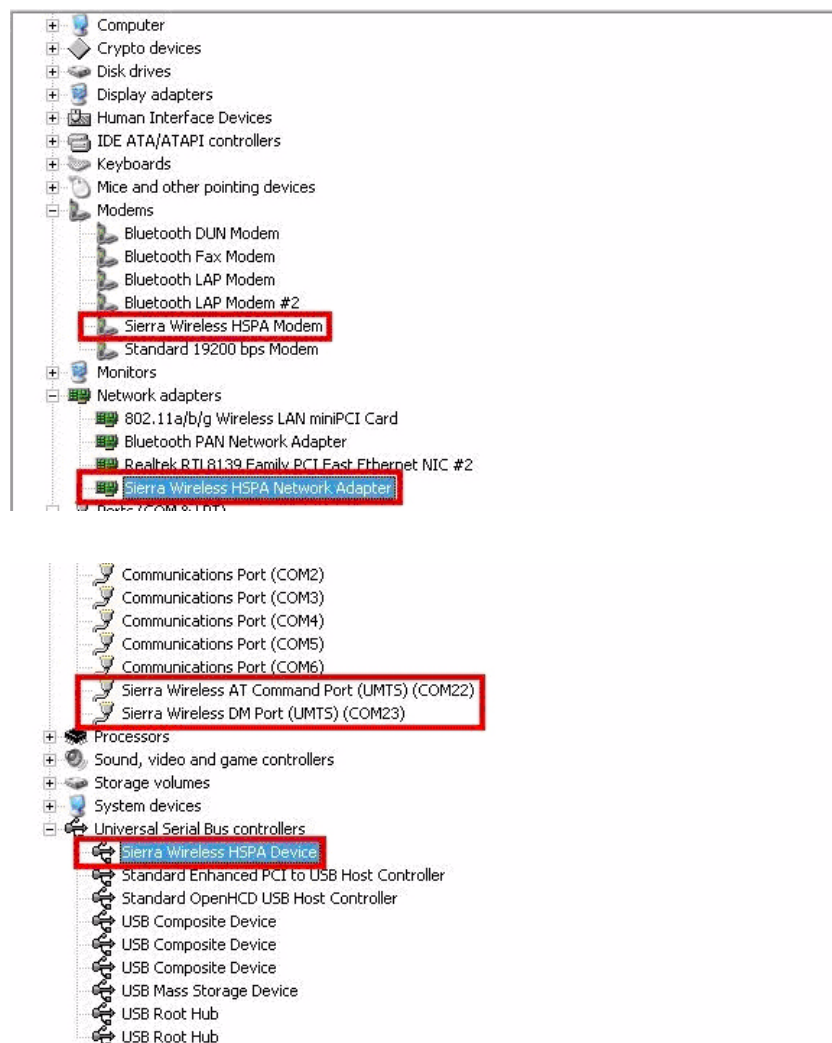 Computer
Crypto devices
Disk drives
Display adapters
Human Interface Devices
IDE ATA/ATAPI controllers
Keyboards
Mice and other pointing devices
Modems
Bluetooth DUN Modem
Bluetooth Fax Modem
Bluetooth LAP Modem
Bluetooth LAP Modem #2
Sierra Wireless HSPA Modem
Standard 19200 bps Modem
Monitors
Network adapters
802.11a/b/g Wireless LAN miniPCI Card
Bluetooth PAN Network Adapter
Realtek RTL8139 Family PCI Fast Ethernet NIC #2
Sierra Wireless HSPA Network Adapter
Ports (COM & LPT)
Communications Port (COM2)
Communications Port (COM3)
Communications Port (COM4)
Communications Port (COM5)
Communications Port (COM6)
Sierra Wireless AT Command Port (UMTS) (COM22)
Sierra Wireless DM Port (UMTS) (COM23)
Processors
Sound, video and game controllers
Storage volumes
System devices
Universal Serial Bus controllers
Sierra Wireless HSPA Device
Standard Enhanced PCI to USB Host Controller
Standard OpenHCD USB Host Controller
USB Composite Device
USB Composite Device
USB Composite Device
USB Mass Storage Device
USB Root Hub
USB Root Hub